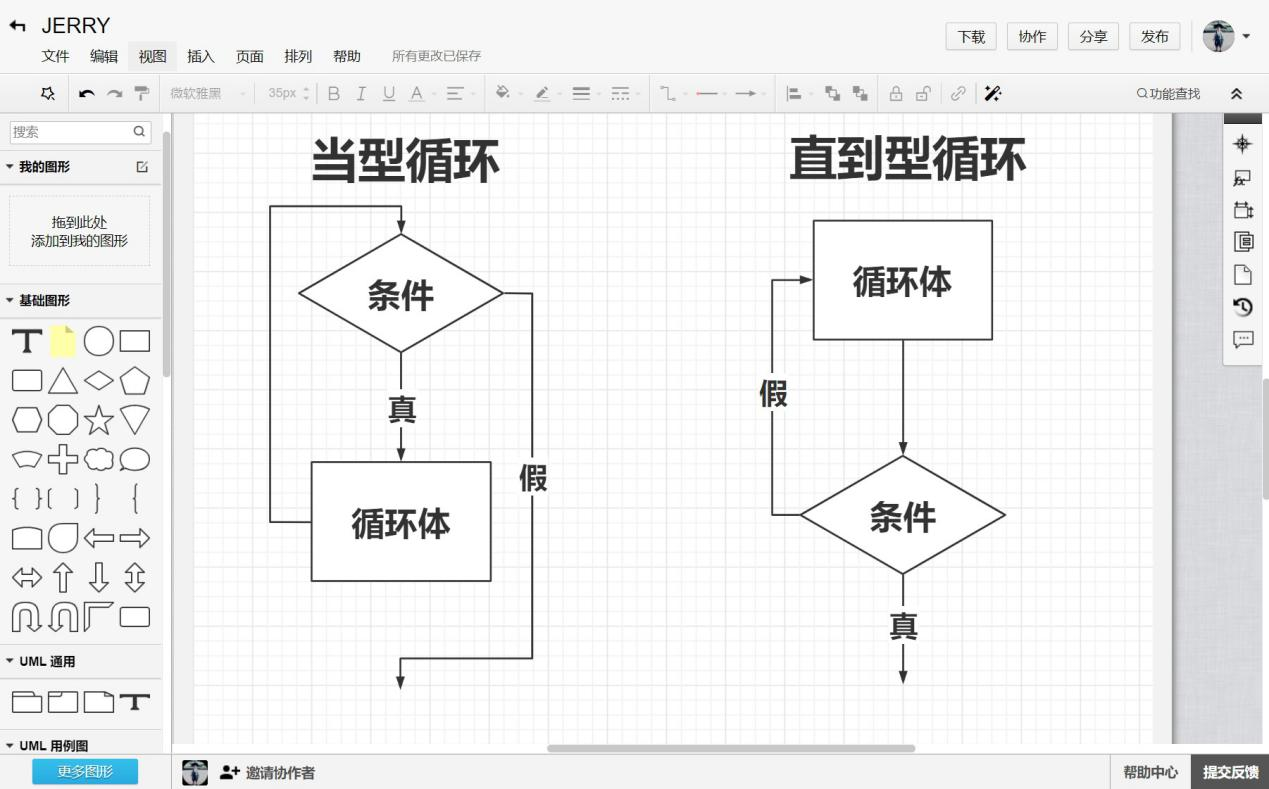 JERRY
文件 编辑 视图 插入 页面 排列 帮助 所有更改已保存
下载 协作 分享 发布
微软雅黑 35px B I U A 功能查找
搜索
我的图形
拖到此处
添加到我的图形
基础图形
UML 通用
UML 用例图
更多图形
当型循环
条件
真
假
循环体
直到型循环
循环体
假
条件
真
邀请协作者
帮助中心 提交反馈